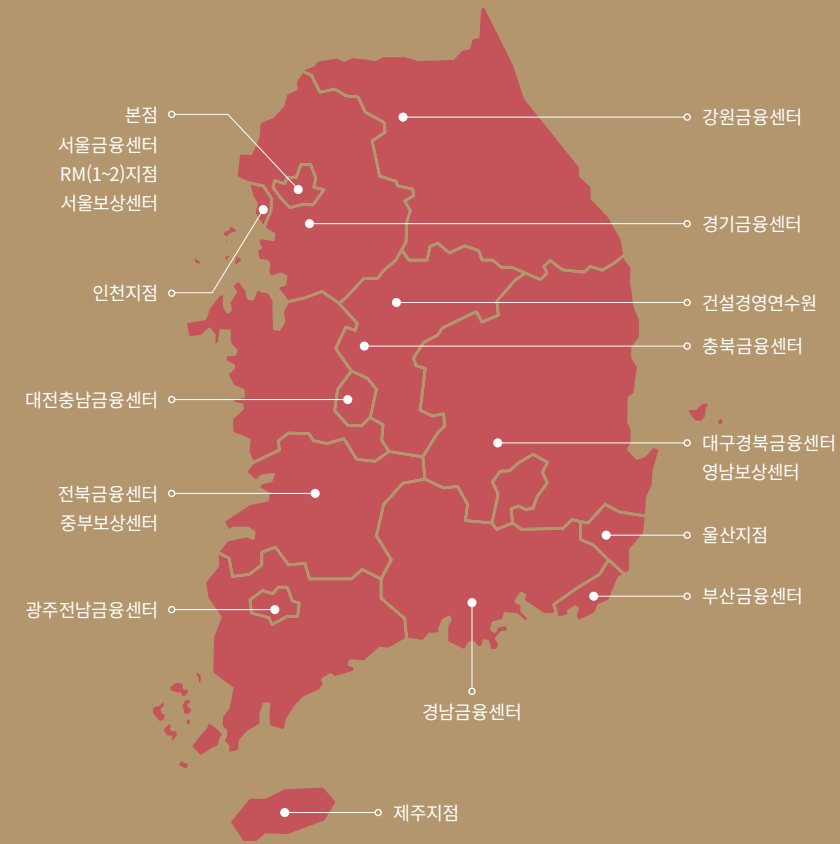 본점
서울금융센터
RM(1~2)지점
서울보상센터
인천지점
대전충남금융센터
전북금융센터
중부보상센터
광주전남금융센터
강원금융센터
경기금융센터
건설경영연수원
충북금융센터
대구경북금융센터
영남보상센터
울산지점
부산금융센터
경남금융센터
제주지점